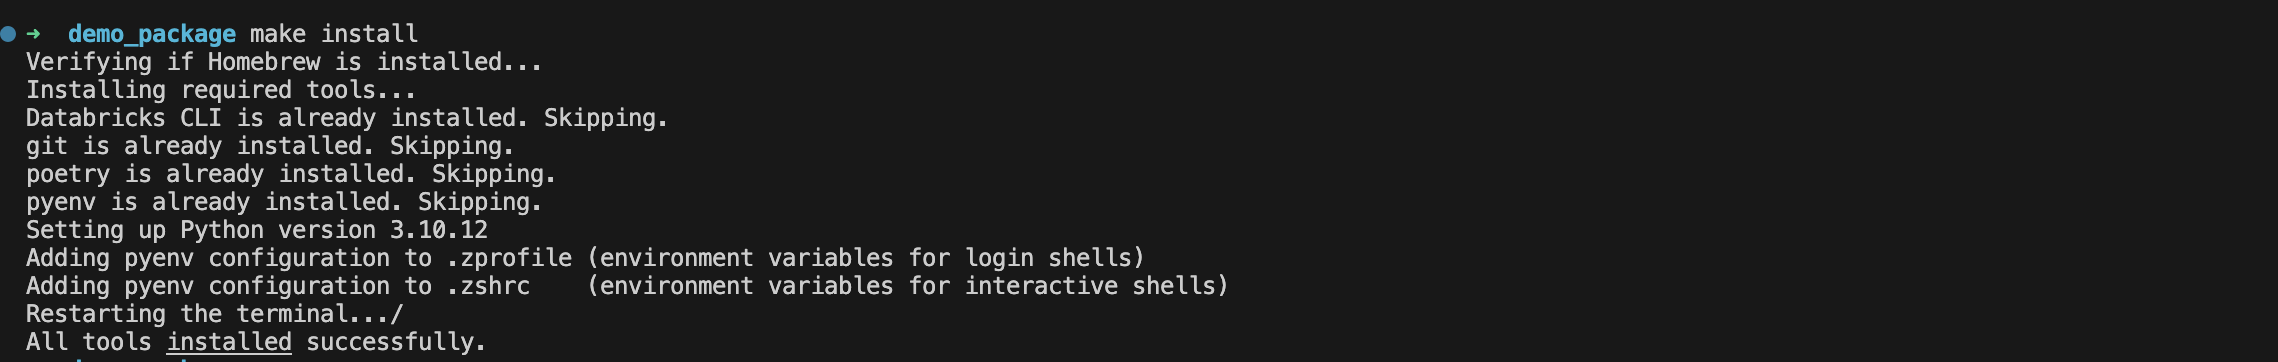 ➜  demo_package make install
Verifying if Homebrew is installed...
Installing required tools...
Databricks CLI is already installed. Skipping.
git is already installed. Skipping.
poetry is already installed. Skipping.
pyenv is already installed. Skipping.
Setting up Python version 3.10.12
Adding pyenv configuration to .zprofile (environment variables for login shells)
Adding pyenv configuration to .zshrc    (environment variables for interactive shells)
Restarting the terminal.../
All tools installed successfully.